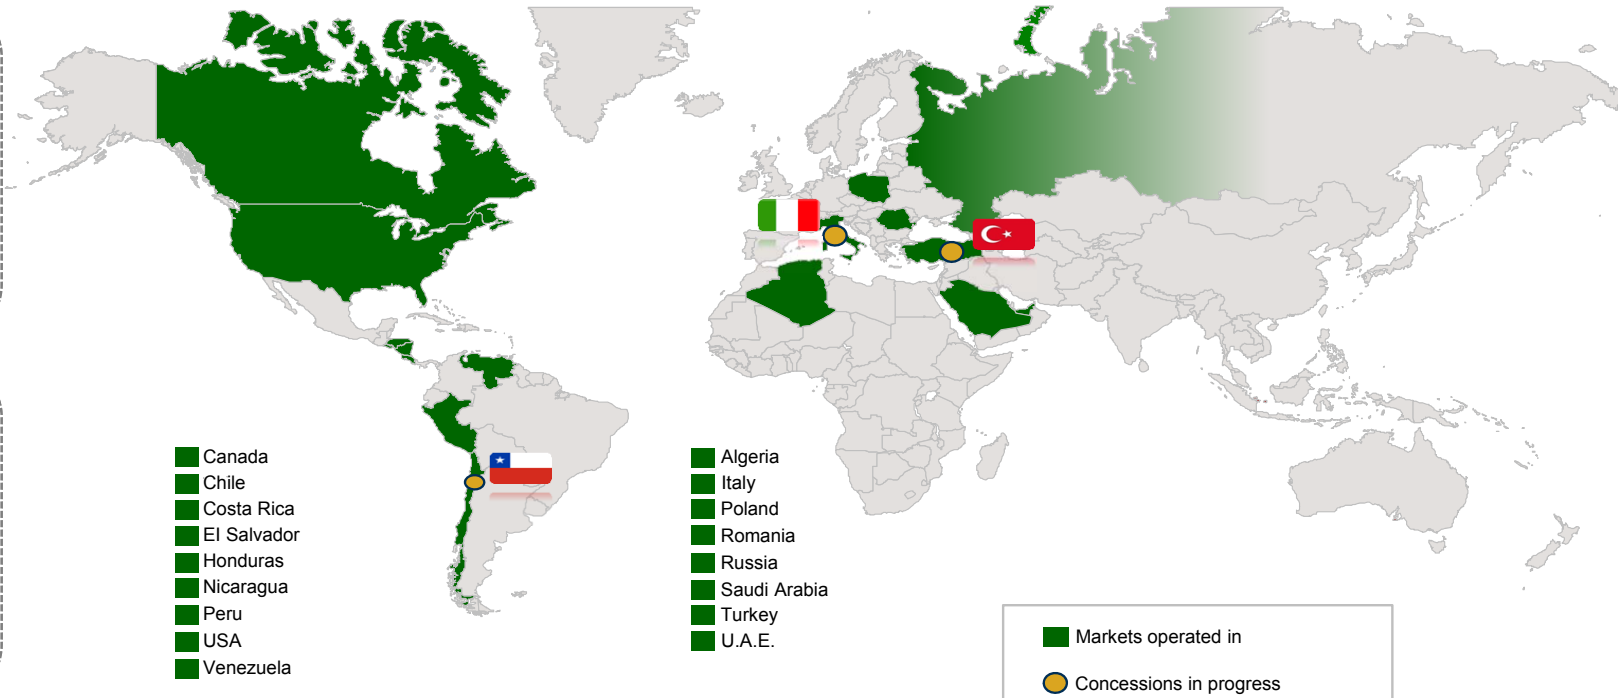 Canada
Chile
Costa Rica
El Salvador
Honduras
Nicaragua
Peru
USA
Venezuela
Algeria
Italy
Poland
Romania
Russia
Saudi Arabia
Turkey
U.A.E.
Markets operated in
Concessions in progress